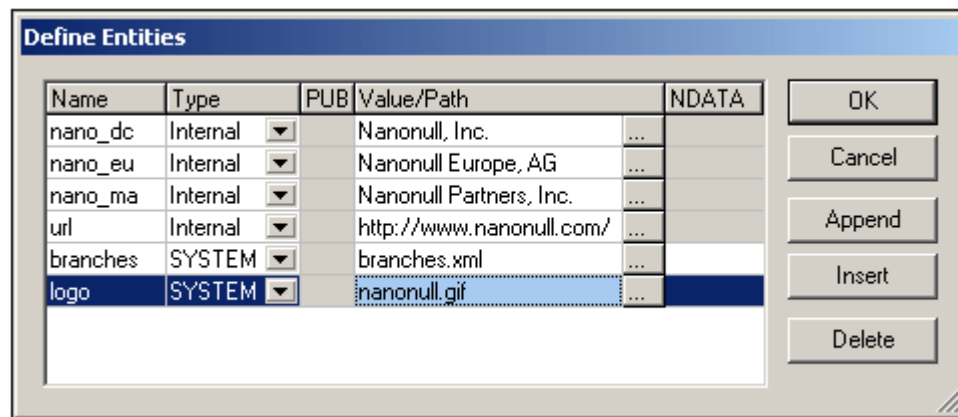 Define Entities
Name Type PUB Value/Path NDATA
nano_dc Internal Nanonull, Inc. ...
nano_eu Internal Nanonull Europe, AG ...
nano_ma Internal Nanonull Partners, Inc. ...
url Internal http://www.nanonull.com/ ...
branches SYSTEM branches.xml ...
logo SYSTEM nanonull.gif ...
OK
Cancel
Append
Insert
Delete